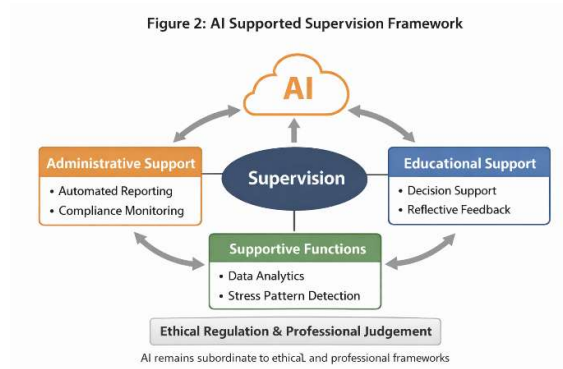 Figure 2: AI Supported Supervision Framework
AI
Administrative Support
• Automated Reporting
• Compliance Monitoring
Supervision
Educational Support
• Decision Support
• Reflective Feedback
Supportive Functions
• Data Analytics
• Stress Pattern Detection
Ethical Regulation & Professional Judgement
AI remains subordinate to ethical and professional frameworks